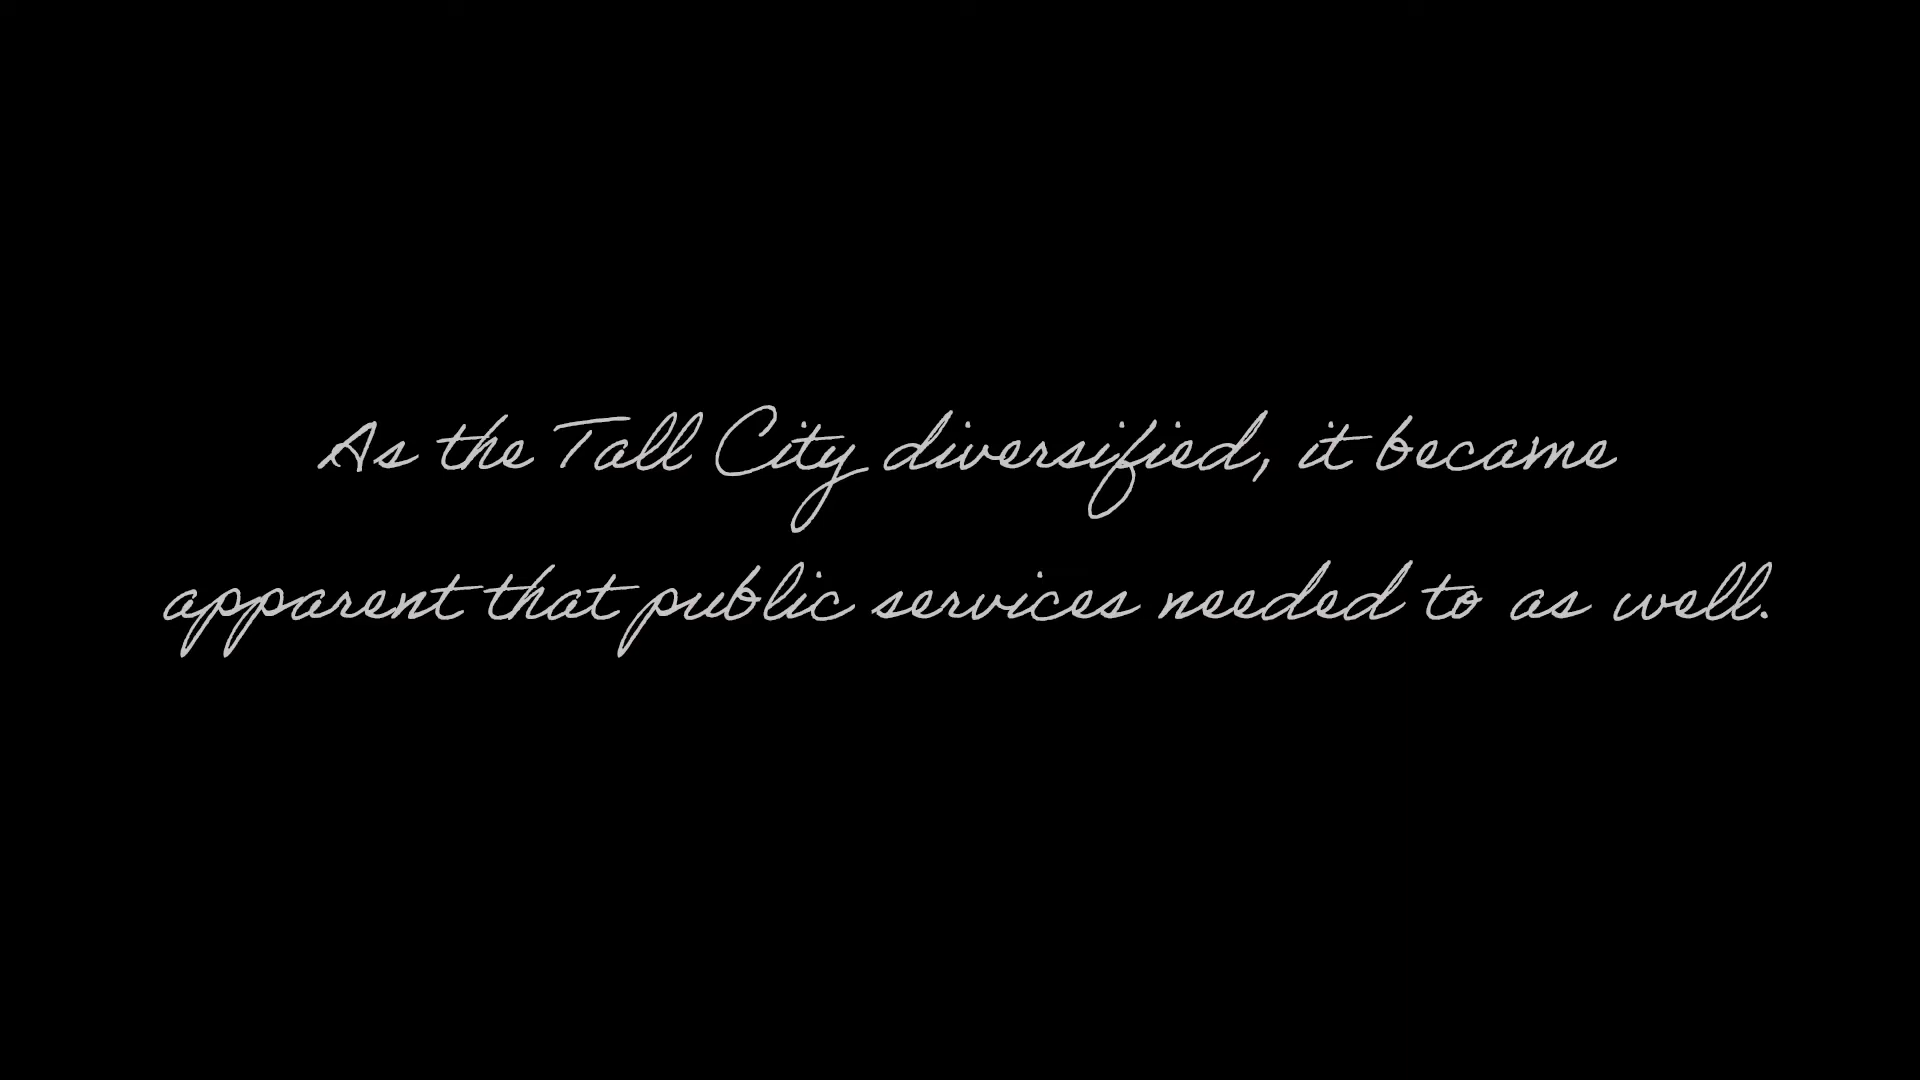 As the Tall City diversified, it became
apparent that public services needed to as well.